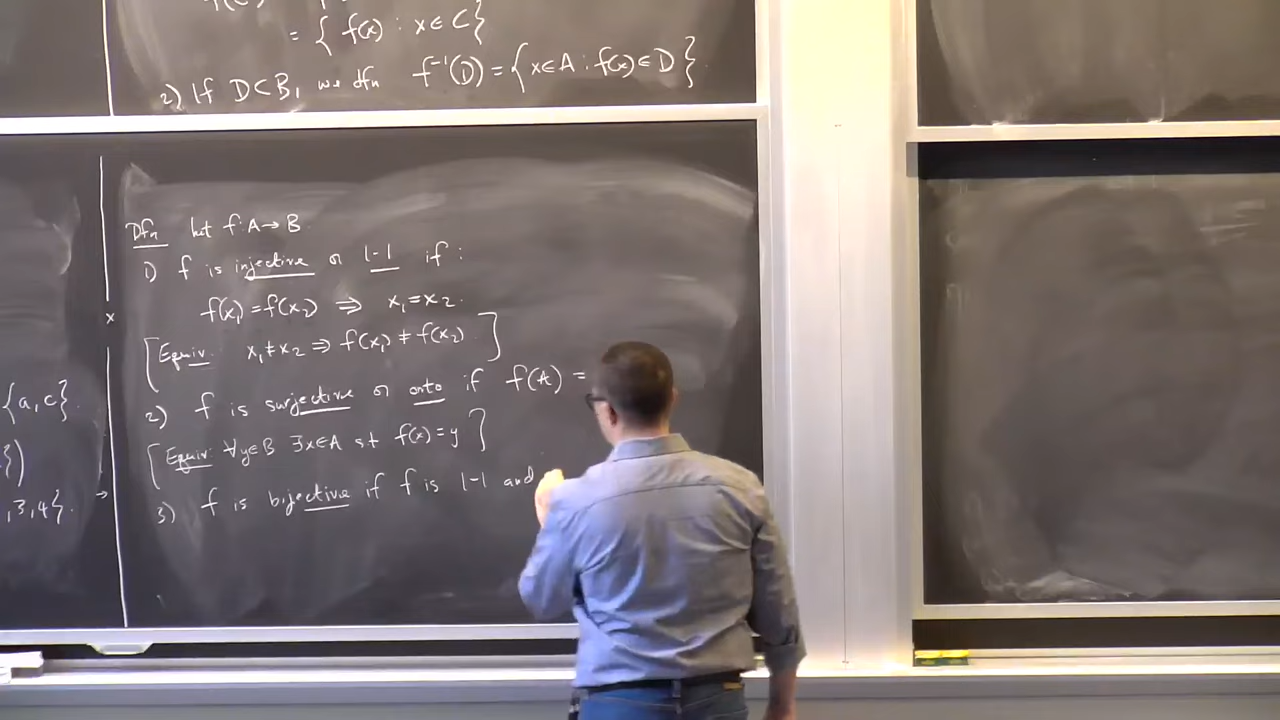 = { f(x) : x ∈ C }
2) If D ⊂ B, we dfn f⁻¹(D) = { x ∈ A : f(x) ∈ D }.
{a, c}.
})
, 3, 4}.
x
Dfn let f: A → B.
1) f is injective or 1-1 if :
f(x₁) = f(x₂) ⇒ x₁ = x₂.
[Equiv. x₁ ≠ x₂ ⇒ f(x₁) ≠ f(x₂) ]
2) f is surjective or onto if f(A) =
[Equiv: ∀y∈B ∃x∈A st f(x) = y ]
3) f is bijective if f is 1-1 and